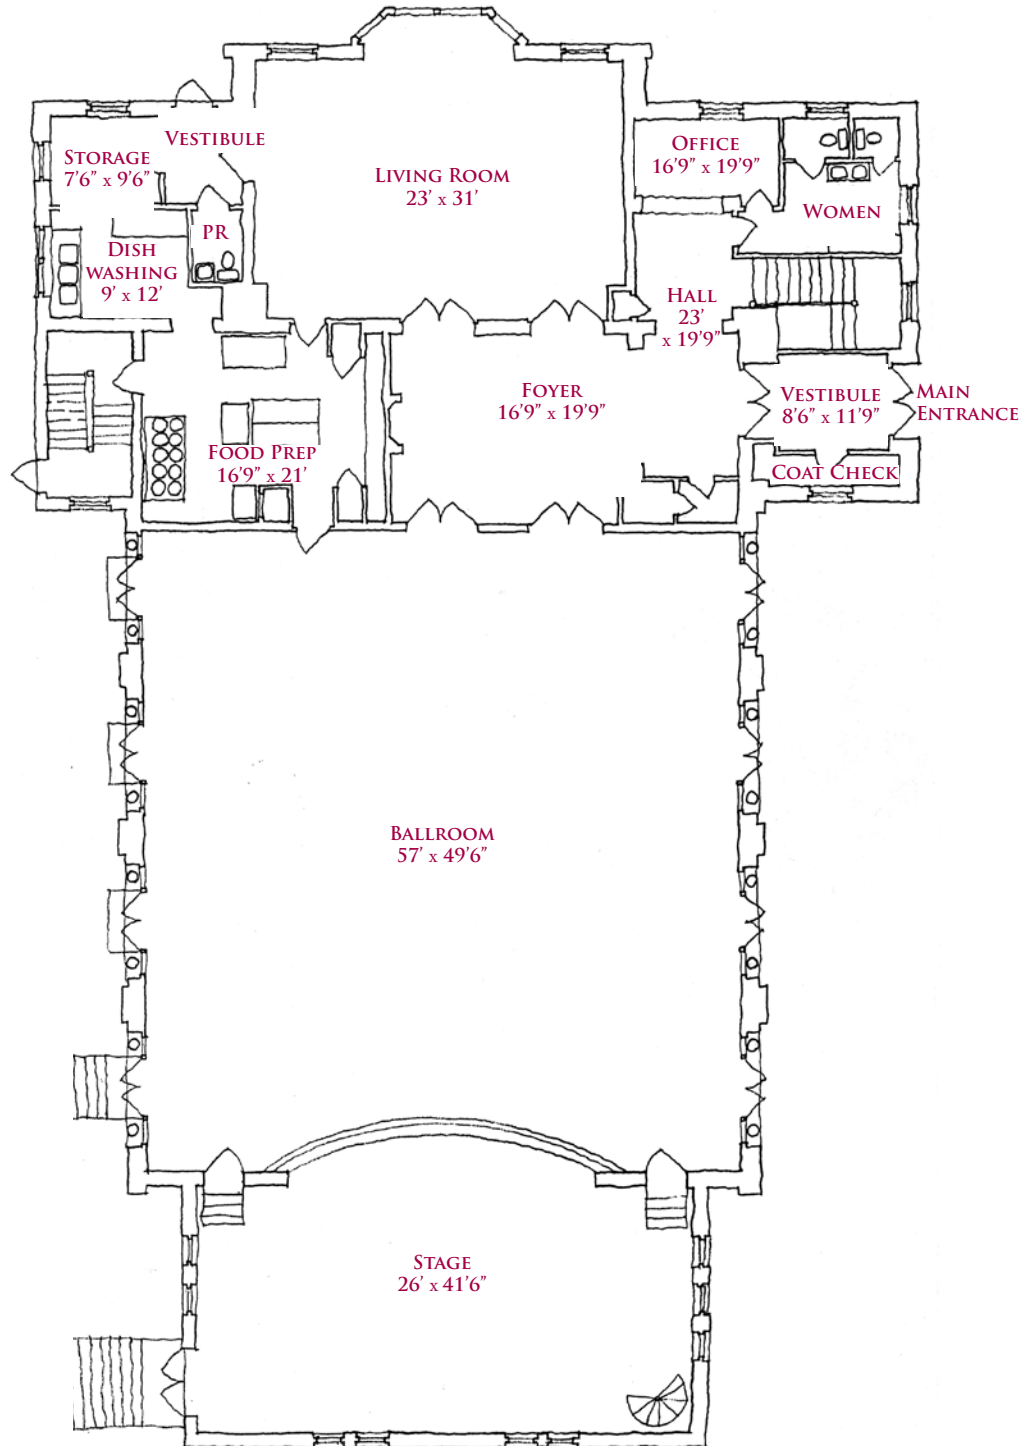 Vestibule
Storage
7'6” x 9'6”
Living Room
23' x 31'
Office
16'9” x 19'9”
Women
PR
Dish
washing
9' x 12'
Hall
23'
x 19'9”
Foyer
16'9” x 19'9”
Vestibule
8'6” x 11'9”
Main
Entrance
Food Prep
16'9” x 21'
Coat Check
Ballroom
57' x 49'6”
Stage
26' x 41'6”